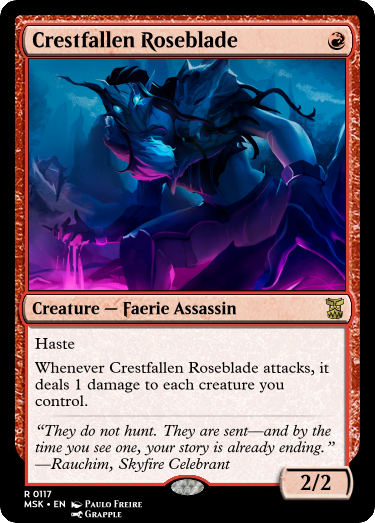 Crestfallen Roseblade
Creature — Faerie Assassin
Haste
Whenever Crestfallen Roseblade attacks, it
deals 1 damage to each creature you
control.
“They do not hunt. They are sent—and by the
time you see one, your story is already ending.”
—Rauchim, Skyfire Celebrant
2/2
R 0117
MSK • EN Paulo Freire
Grapple